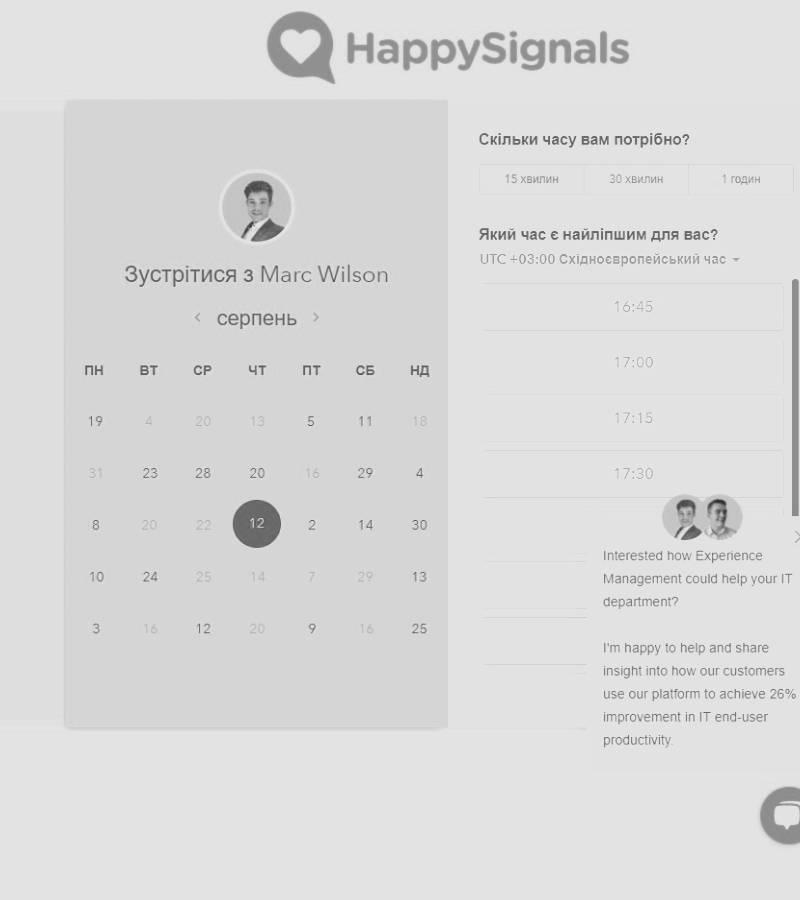 HappySignals
Зустрітися з Marc Wilson
серпень
ПН ВТ СР ЧТ ПТ СБ НД
19 4 20 13 5 11 18
31 23 28 20 16 29 4
8 20 22 12 2 14 30
10 24 25 14 7 29 13
3 16 12 20 9 16 25
Скільки часу вам потрібно?
15 хвилин 30 хвилин 1 годин
Який час є найліпшим для вас?
UTC +03:00 Східноєвропейський час
16:45
17:00
17:15
17:30
Interested how Experience
Management could help your IT
department?
I'm happy to help and share
insight into how our customers
use our platform to achieve 26%
improvement in IT end-user
productivity.